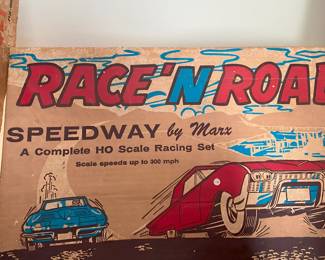 RACE 'N ROA
SPEEDWAY by Marx
A Complete HO Scale Racing Set
Scale speeds up to 300 mph